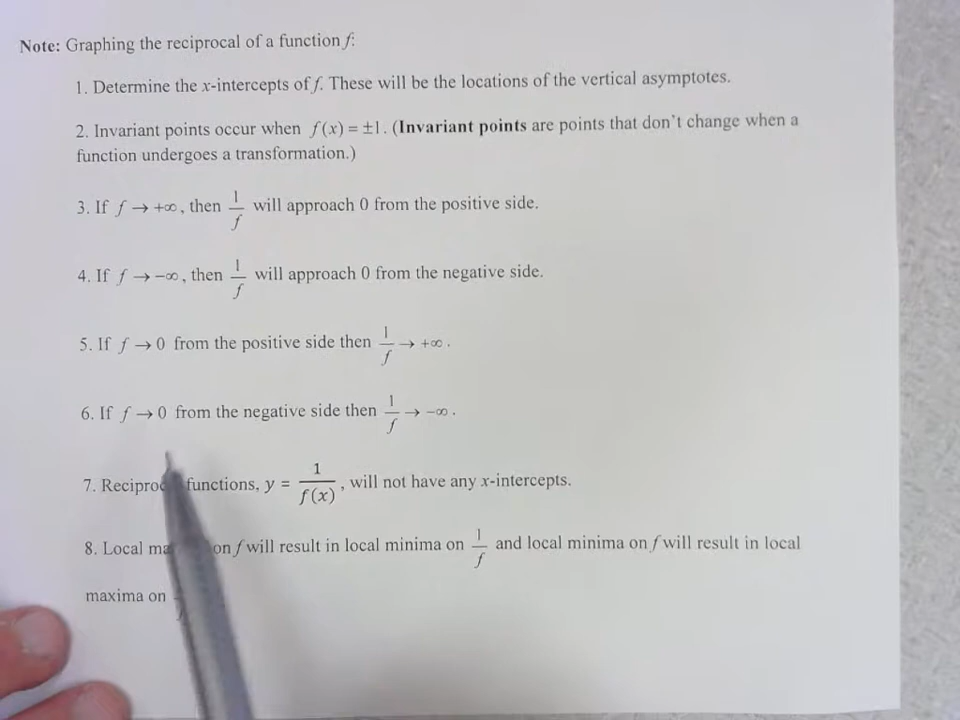 Note: Graphing the reciprocal of a function f:
1. Determine the x-intercepts of f. These will be the locations of the vertical asymptotes.
2. Invariant points occur when f(x) = ±1. (Invariant points are points that don't change when a
function undergoes a transformation.)
3. If f → +∞, then 1/f will approach 0 from the positive side.
4. If f → −∞, then 1/f will approach 0 from the negative side.
5. If f → 0 from the positive side then 1/f → +∞.
6. If f → 0 from the negative side then 1/f → −∞.
7. functions, y = 1/f(x), will not have any x-intercepts.
8. Local on f will result in local minima on 1/f and local minima on f will result in local
maxima on